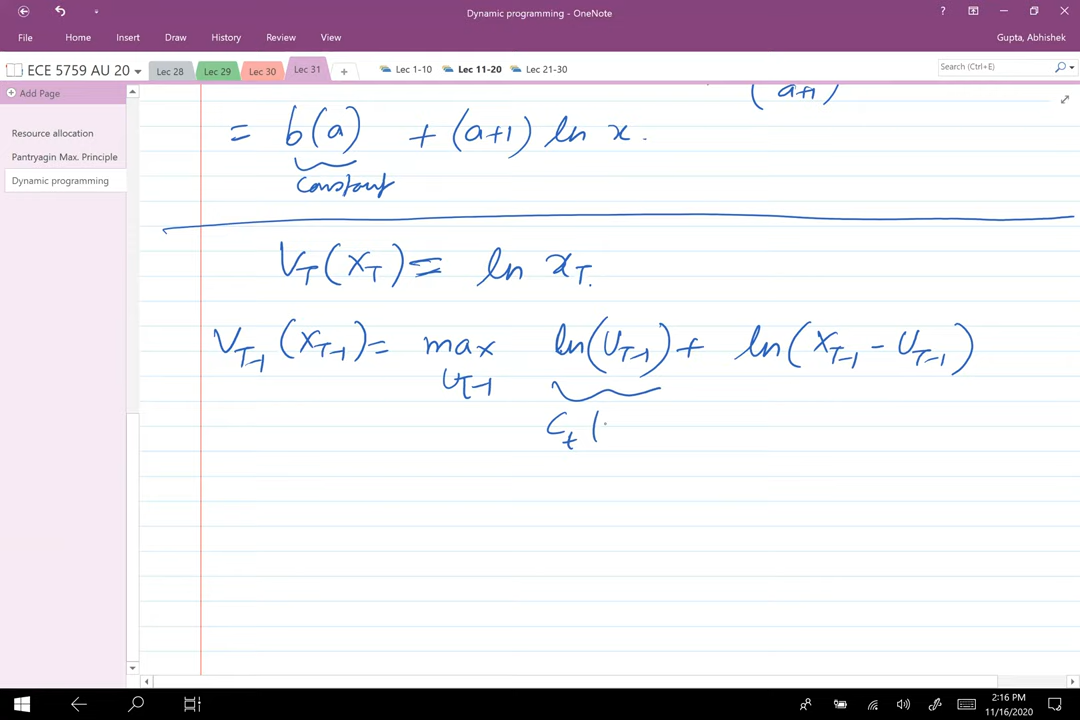 Dynamic programming - OneNote
?
File Home Insert Draw History Review View
Gupta, Abhishek
ECE 5759 AU 20 Lec 28 Lec 29 Lec 30 Lec 31 + Lec 1-10 Lec 11-20 Lec 21-30
Search (Ctrl+E)
Add Page
Resource allocation
Pantryagin Max. Principle
Dynamic programming
(a+1)
= b(a) + (a+1) ln x.
constant
V_T(X_T) = ln x_T.
V_{T-1}(X_{T-1}) = max ln(U_{T-1}) + ln(X_{T-1} - U_{T-1})
U_{T-1}
C_t (
2:16 PM
11/16/2020